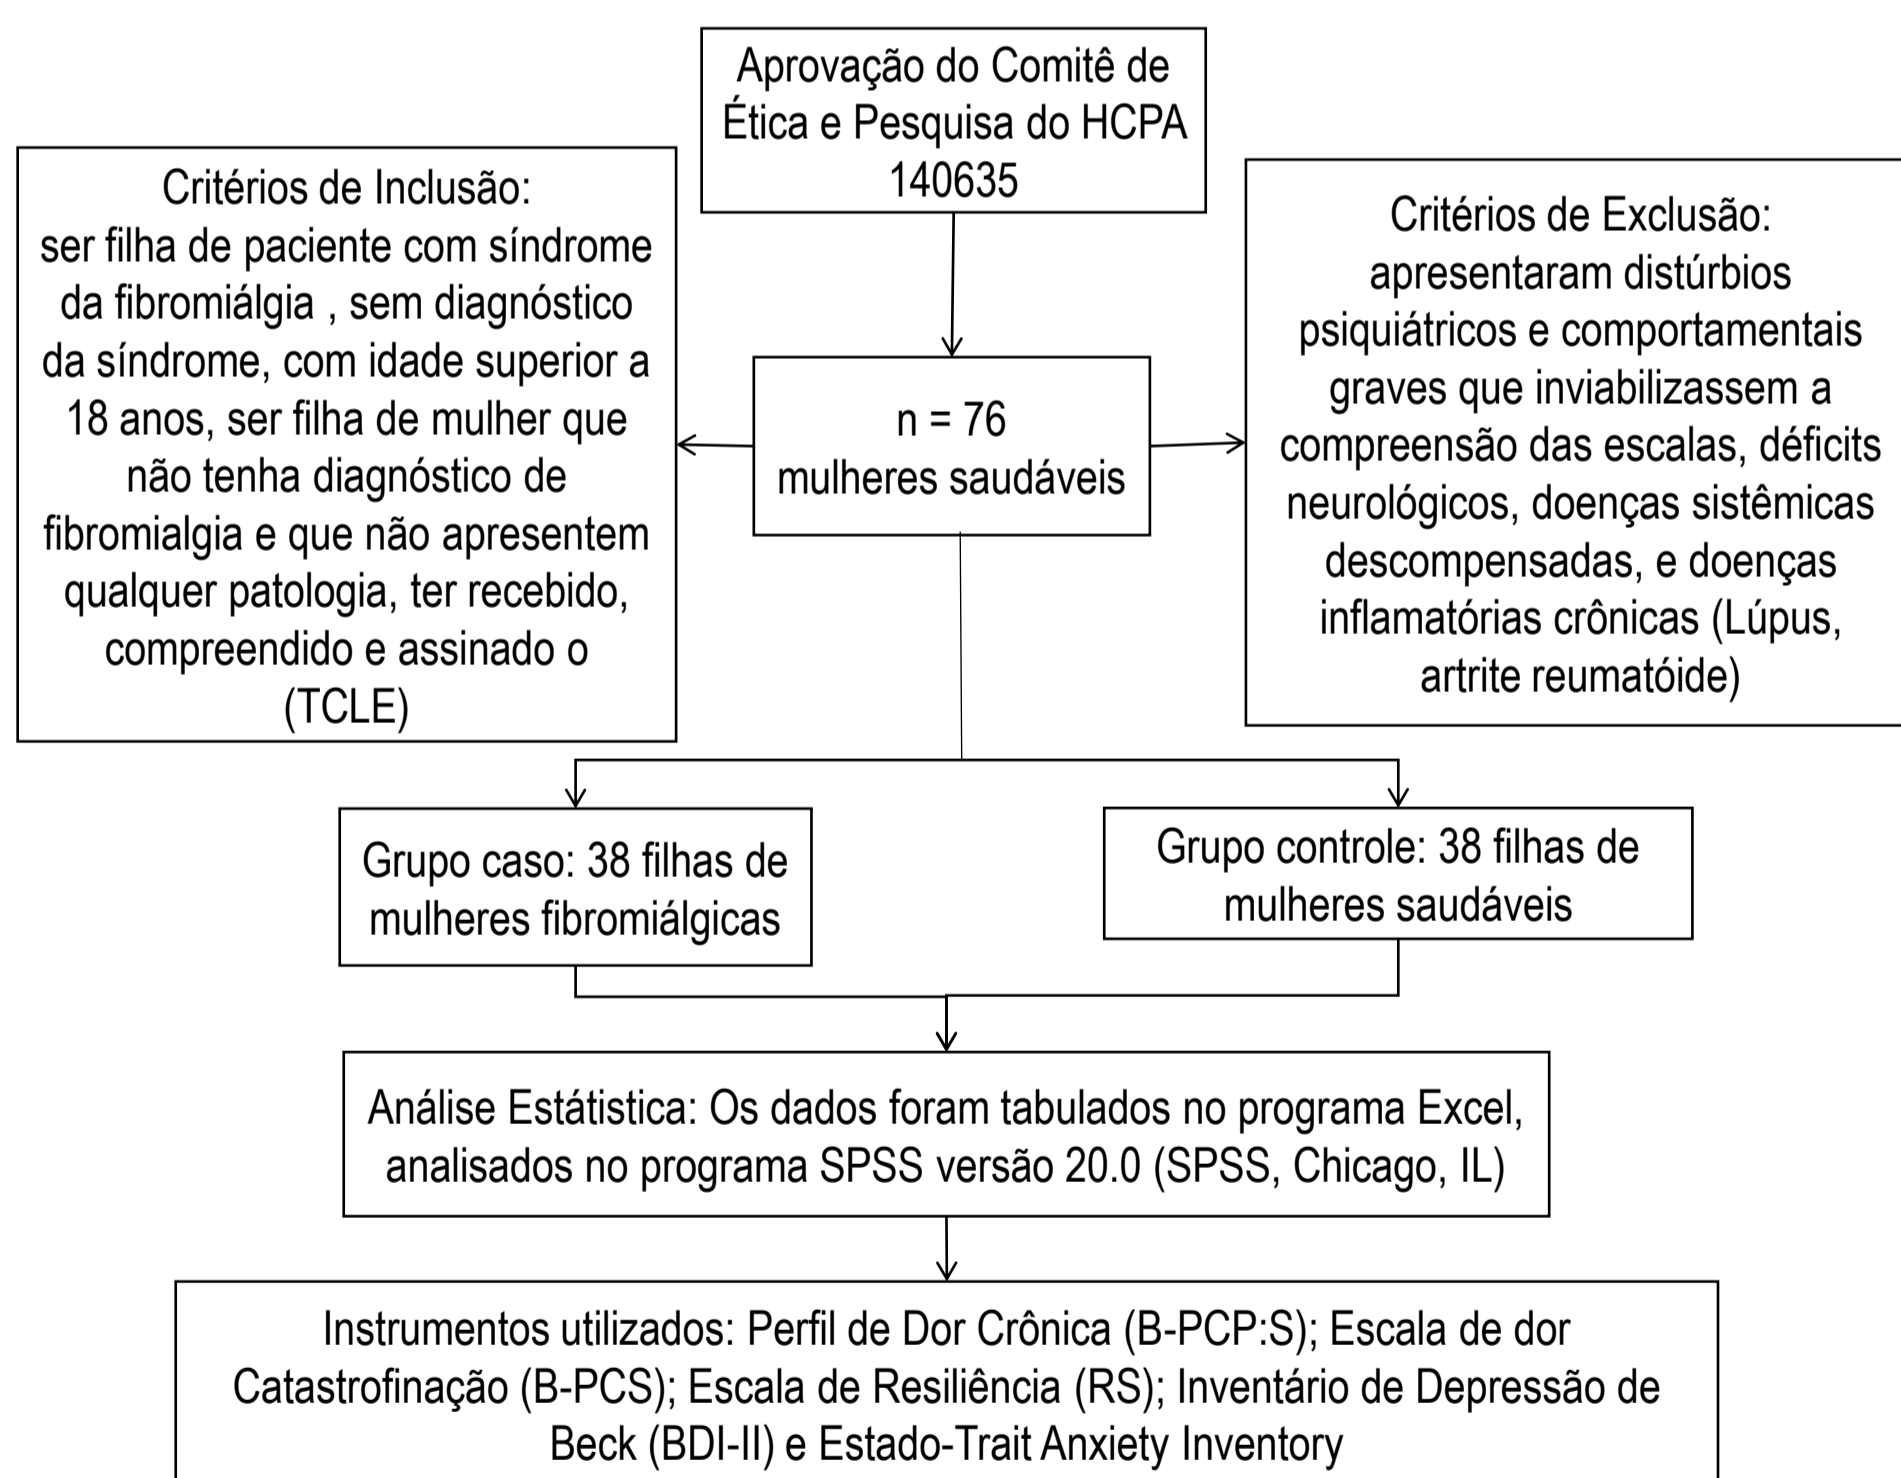 Aprovação do Comitê de
Ética e Pesquisa do HCPA
140635
Critérios de Inclusão:
ser filha de paciente com síndrome
da fibromiálgia , sem diagnóstico
da síndrome, com idade superior a
18 anos, ser filha de mulher que
não tenha diagnóstico de
fibromialgia e que não apresentem
qualquer patologia, ter recebido,
compreendido e assinado o
(TCLE)
n = 76
mulheres saudáveis
Critérios de Exclusão:
apresentaram distúrbios
psiquiátricos e comportamentais
graves que inviabilizassem a
compreensão das escalas, déficits
neurológicos, doenças sistêmicas
descompensadas, e doenças
inflamatórias crônicas (Lúpus,
artrite reumatóide)
Grupo caso: 38 filhas de
mulheres fibromiálgicas
Grupo controle: 38 filhas de
mulheres saudáveis
Análise Estátistica: Os dados foram tabulados no programa Excel,
analisados no programa SPSS versão 20.0 (SPSS, Chicago, IL)
Instrumentos utilizados: Perfil de Dor Crônica (B-PCP:S); Escala de dor
Catastrofinação (B-PCS); Escala de Resiliência (RS); Inventário de Depressão de
Beck (BDI-II) e Estado-Trait Anxiety Inventory